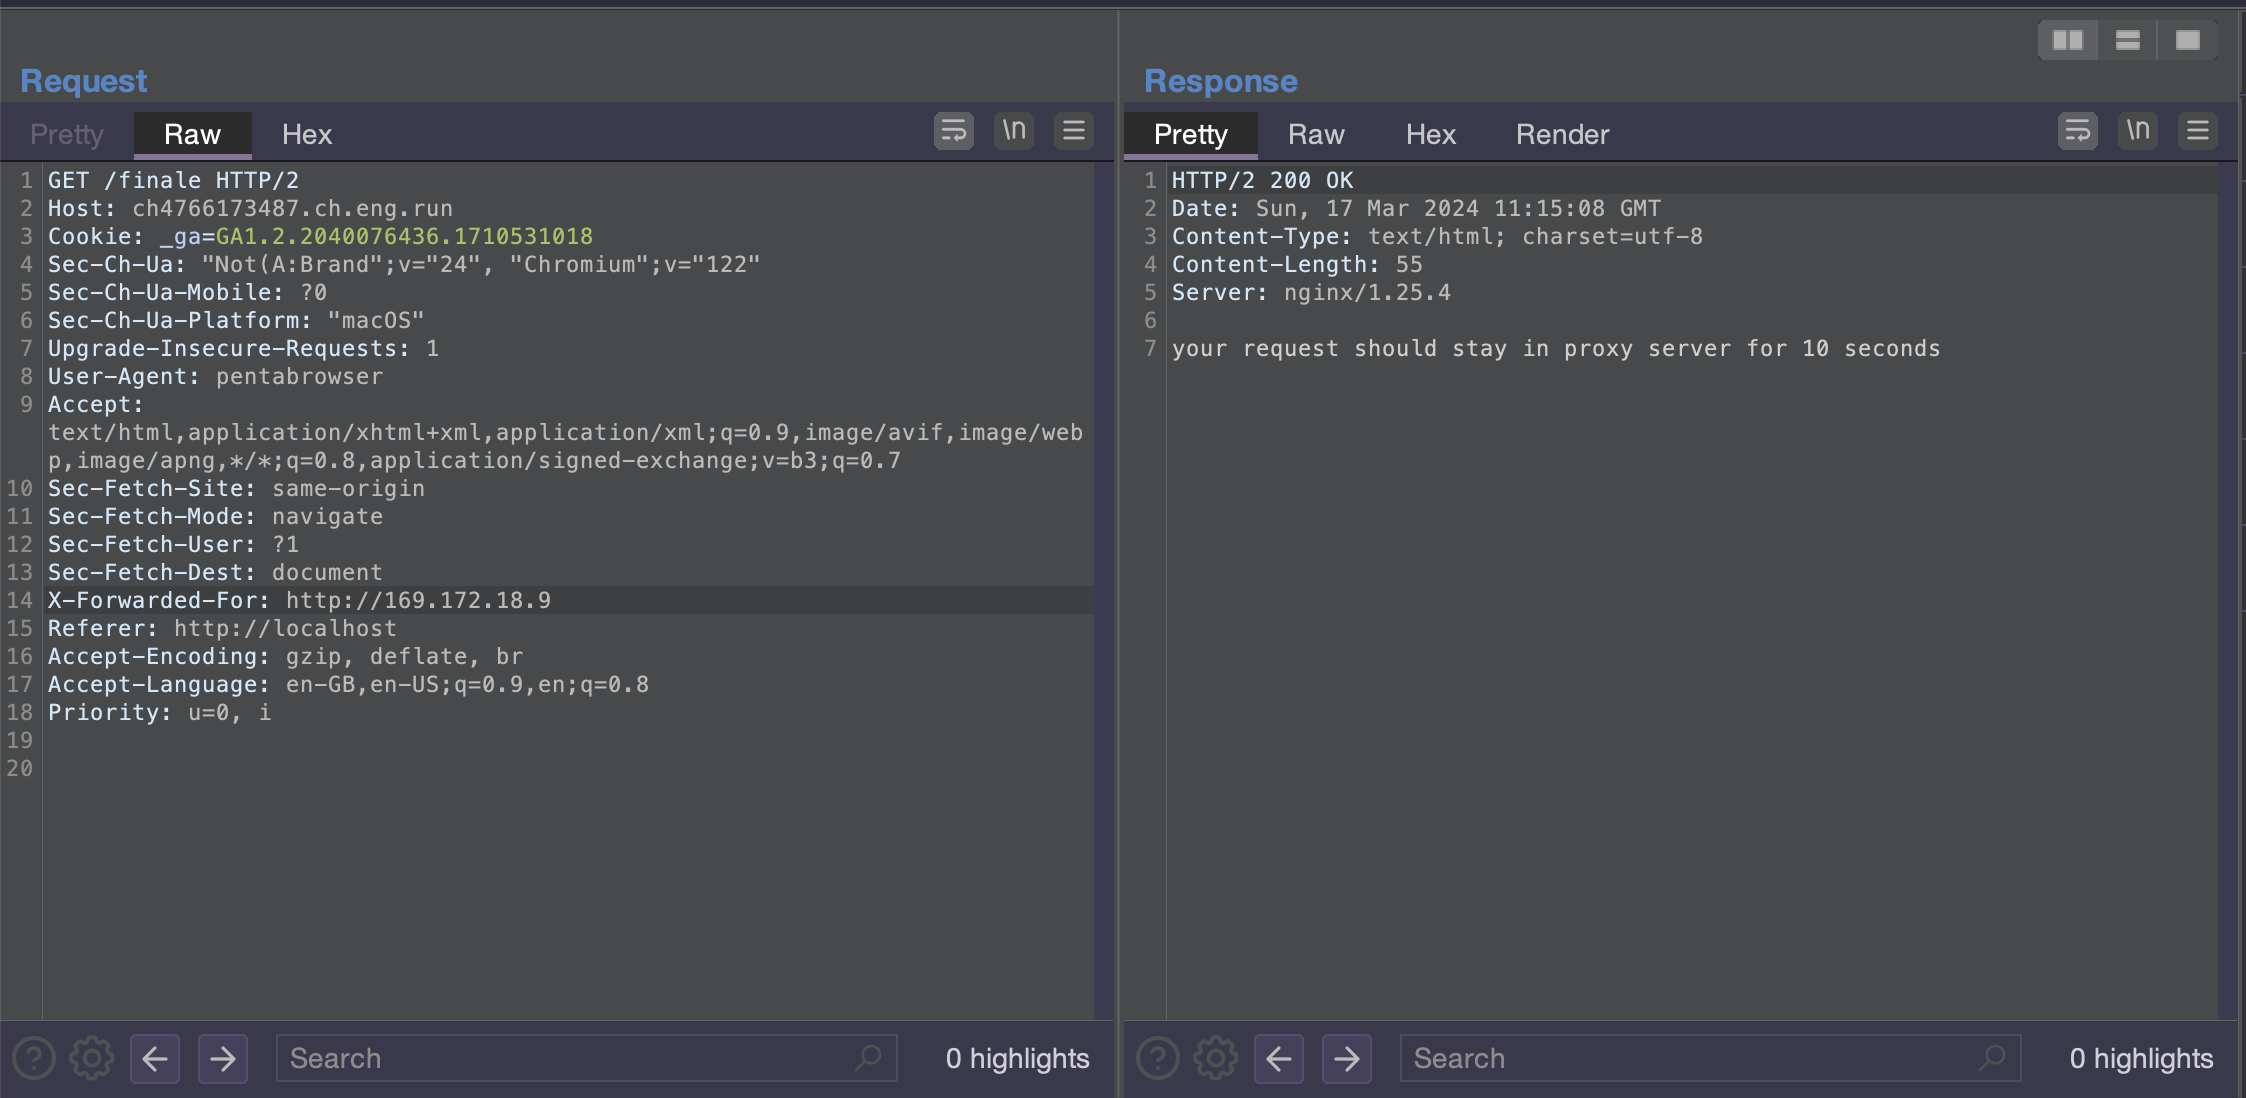 Request
Pretty Raw Hex \n
1 GET /finale HTTP/2
2 Host: ch4766173487.ch.eng.run
3 Cookie: _ga=GA1.2.2040076436.1710531018
4 Sec-Ch-Ua: "Not(A:Brand";v="24", "Chromium";v="122"
5 Sec-Ch-Ua-Mobile: ?0
6 Sec-Ch-Ua-Platform: "macOS"
7 Upgrade-Insecure-Requests: 1
8 User-Agent: pentabrowser
9 Accept:
text/html,application/xhtml+xml,application/xml;q=0.9,image/avif,image/web
p,image/apng,*/*;q=0.8,application/signed-exchange;v=b3;q=0.7
10 Sec-Fetch-Site: same-origin
11 Sec-Fetch-Mode: navigate
12 Sec-Fetch-User: ?1
13 Sec-Fetch-Dest: document
14 X-Forwarded-For: http://169.172.18.9
15 Referer: http://localhost
16 Accept-Encoding: gzip, deflate, br
17 Accept-Language: en-GB,en-US;q=0.9,en;q=0.8
18 Priority: u=0, i
19
20
Search 0 highlights
Response
Pretty Raw Hex Render \n
1 HTTP/2 200 OK
2 Date: Sun, 17 Mar 2024 11:15:08 GMT
3 Content-Type: text/html; charset=utf-8
4 Content-Length: 55
5 Server: nginx/1.25.4
6
7 your request should stay in proxy server for 10 seconds
Search 0 highlights